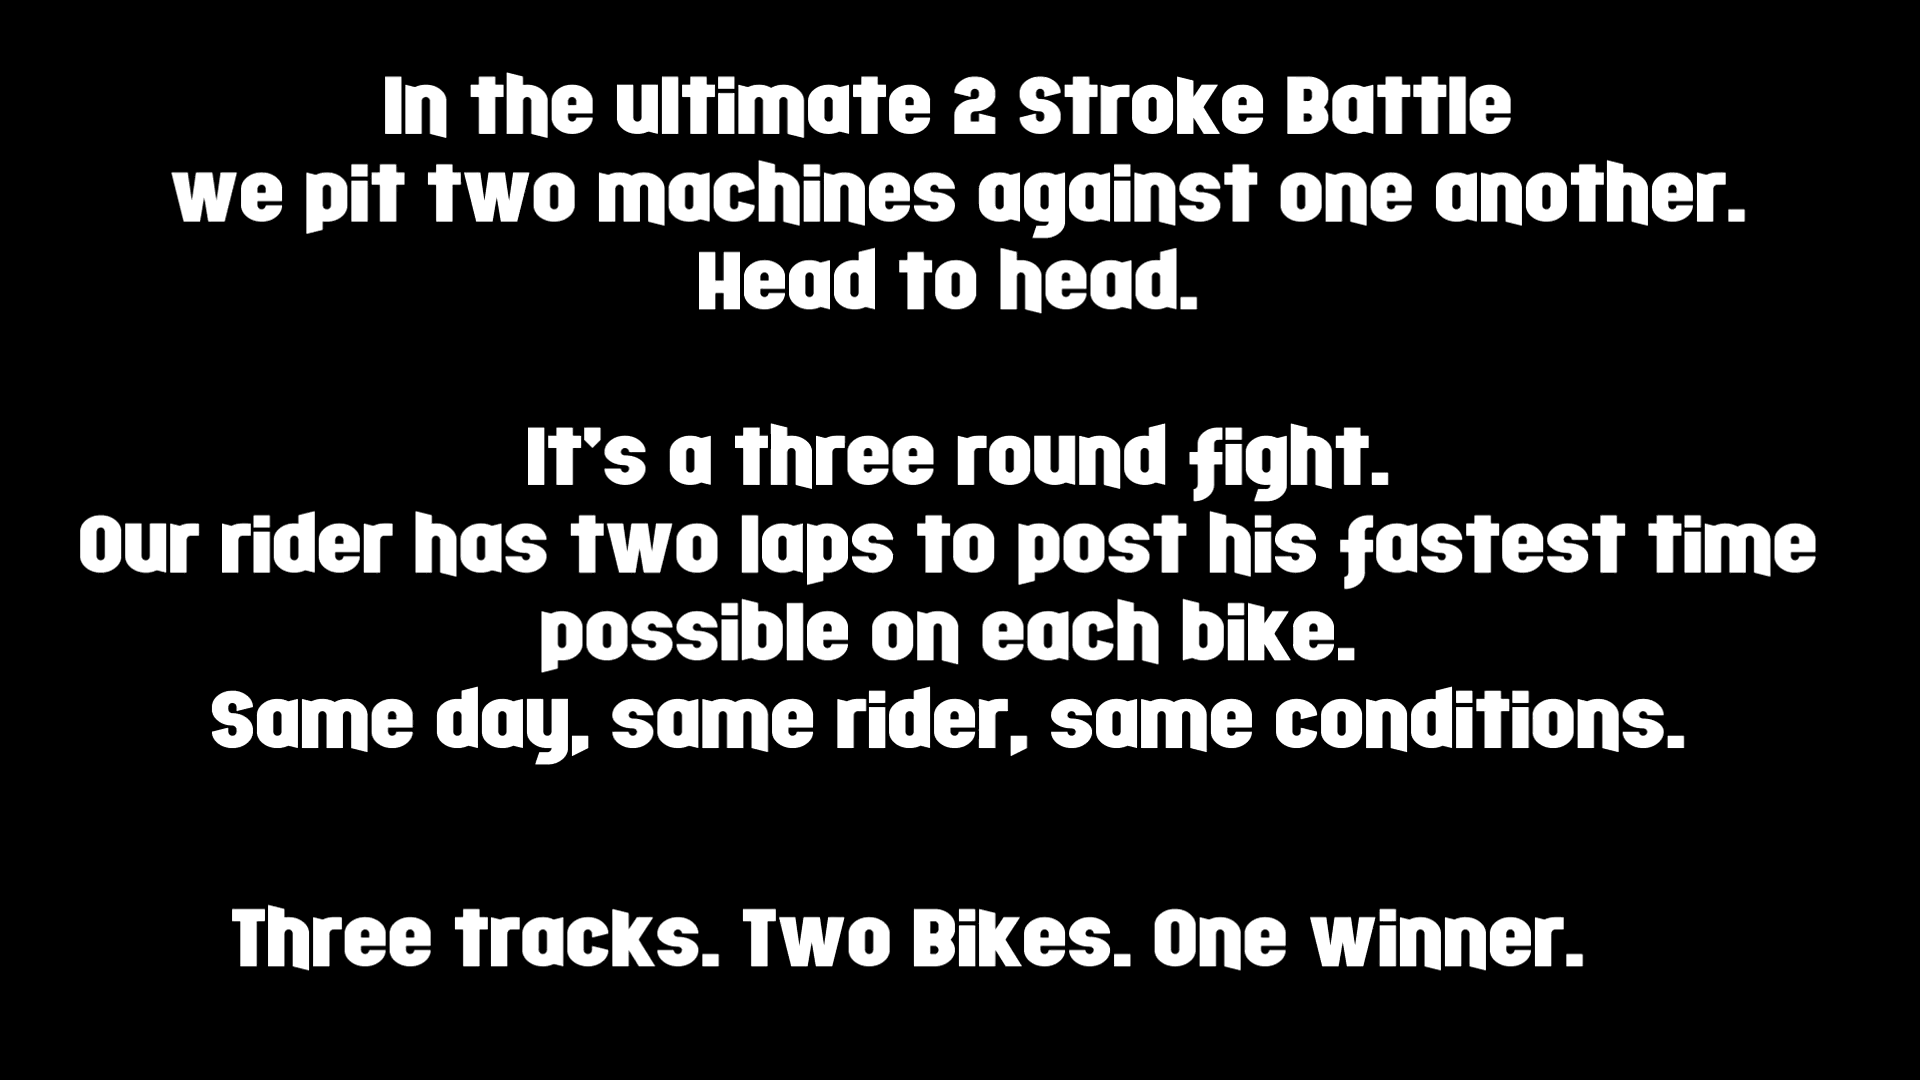 In the ultimate 2 Stroke Battle
we pit two machines against one another.
Head to head.
It's a three round fight.
Our rider has two laps to post his fastest time
possible on each bike.
Same day, same rider, same conditions.
Three tracks. Two Bikes. One winner.